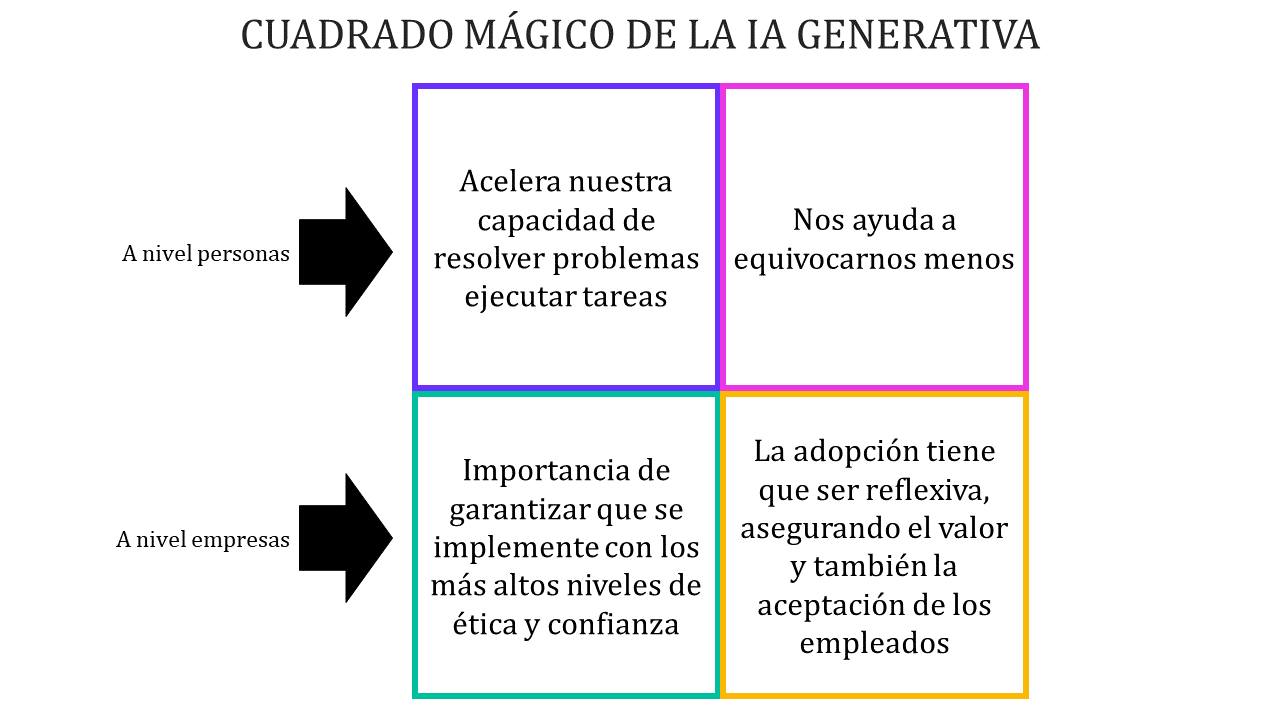 CUADRADO MÁGICO DE LA IA GENERATIVA
A nivel personas
Acelera nuestra
capacidad de
resolver problemas
ejecutar tareas
Nos ayuda a
equivocarnos menos
A nivel empresas
Importancia de
garantizar que se
implemente con los
más altos niveles de
ética y confianza
La adopción tiene
que ser reflexiva,
asegurando el valor
y también la
aceptación de los
empleados